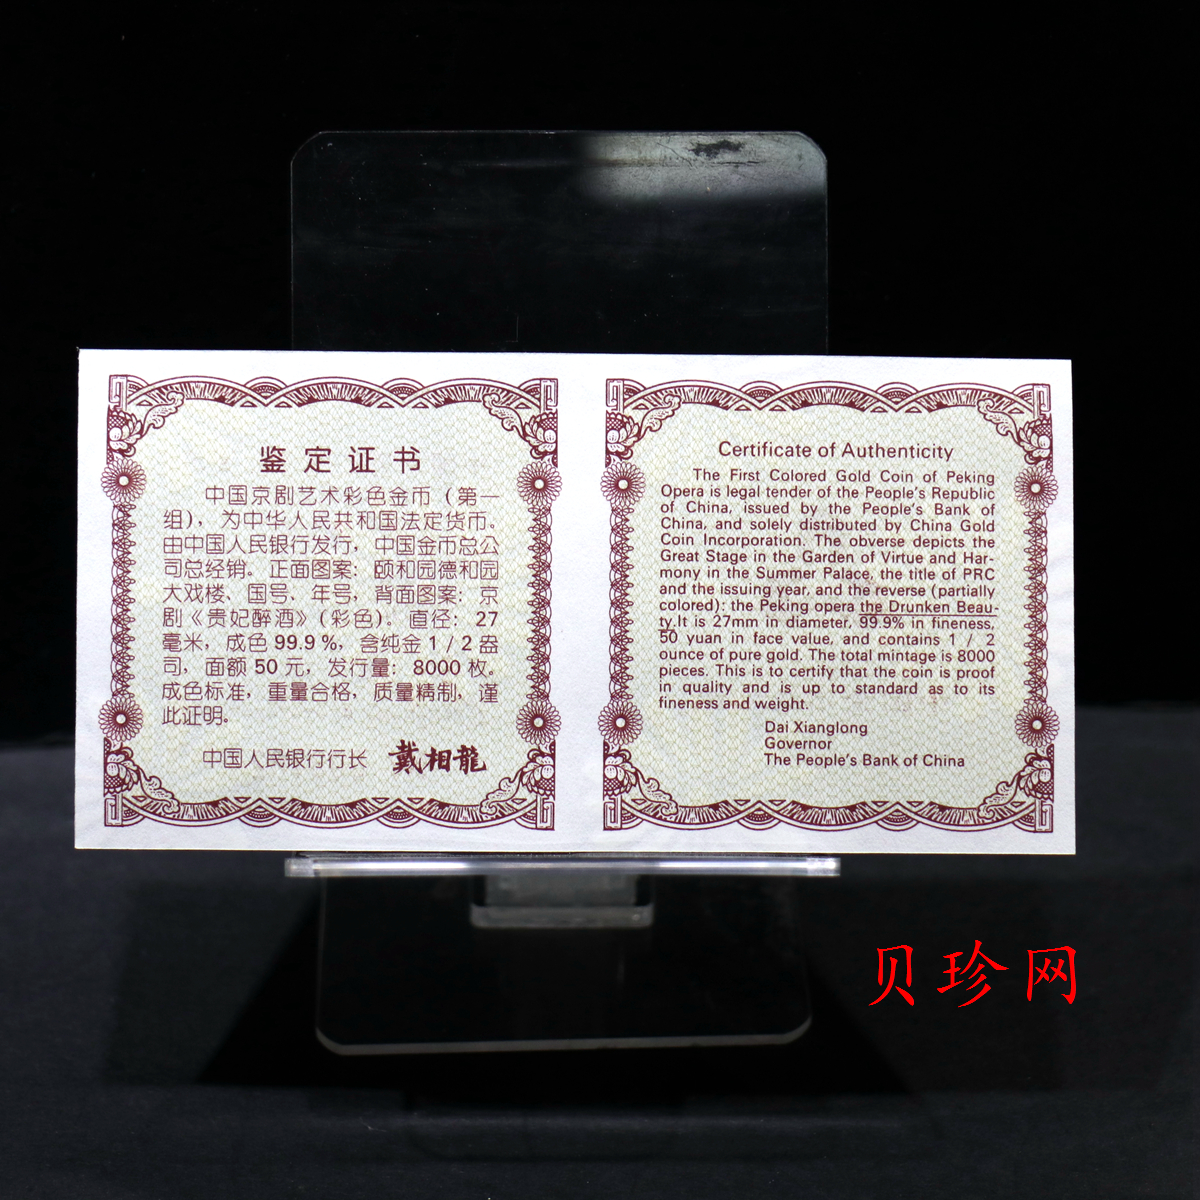 鉴定证书
中国京剧艺术彩色金币（第一
组），为中华人民共和国法定货币。
由中国人民银行发行，中国金币总公
司总经销。正面图案：颐和园德和园
大戏楼、国号、年号，背面图案：京
剧《贵妃醉酒》（彩色）。直径：27
毫米，成色99.9%，含纯金1/2盎
司，面额50元，发行量：8000枚。
成色标准，重量合格，质量精制，谨
此证明。
中国人民银行行长 戴相龍
Certificate of Authenticity
The First Colored Gold Coin of Peking
Opera is legal tender of the People's Republic
of China, issued by the People's Bank of
China, and solely distributed by China Gold
Coin Incorporation. The obverse depicts the
Great Stage in the Garden of Virtue and Har-
mony in the Summer Palace, the title of PRC
and the issuing year, and the reverse (partially
colored): the Peking opera the Drunken Beau-
ty.It is 27mm in diameter, 99.9% in fineness,
50 yuan in face value, and contains 1 / 2
ounce of pure gold. The total mintage is 8000
pieces. This is to certify that the coin is proof
in quality and is up to standard as to its
fineness and weight.
Dai Xianglong
Governor
The People's Bank of China
贝珍网